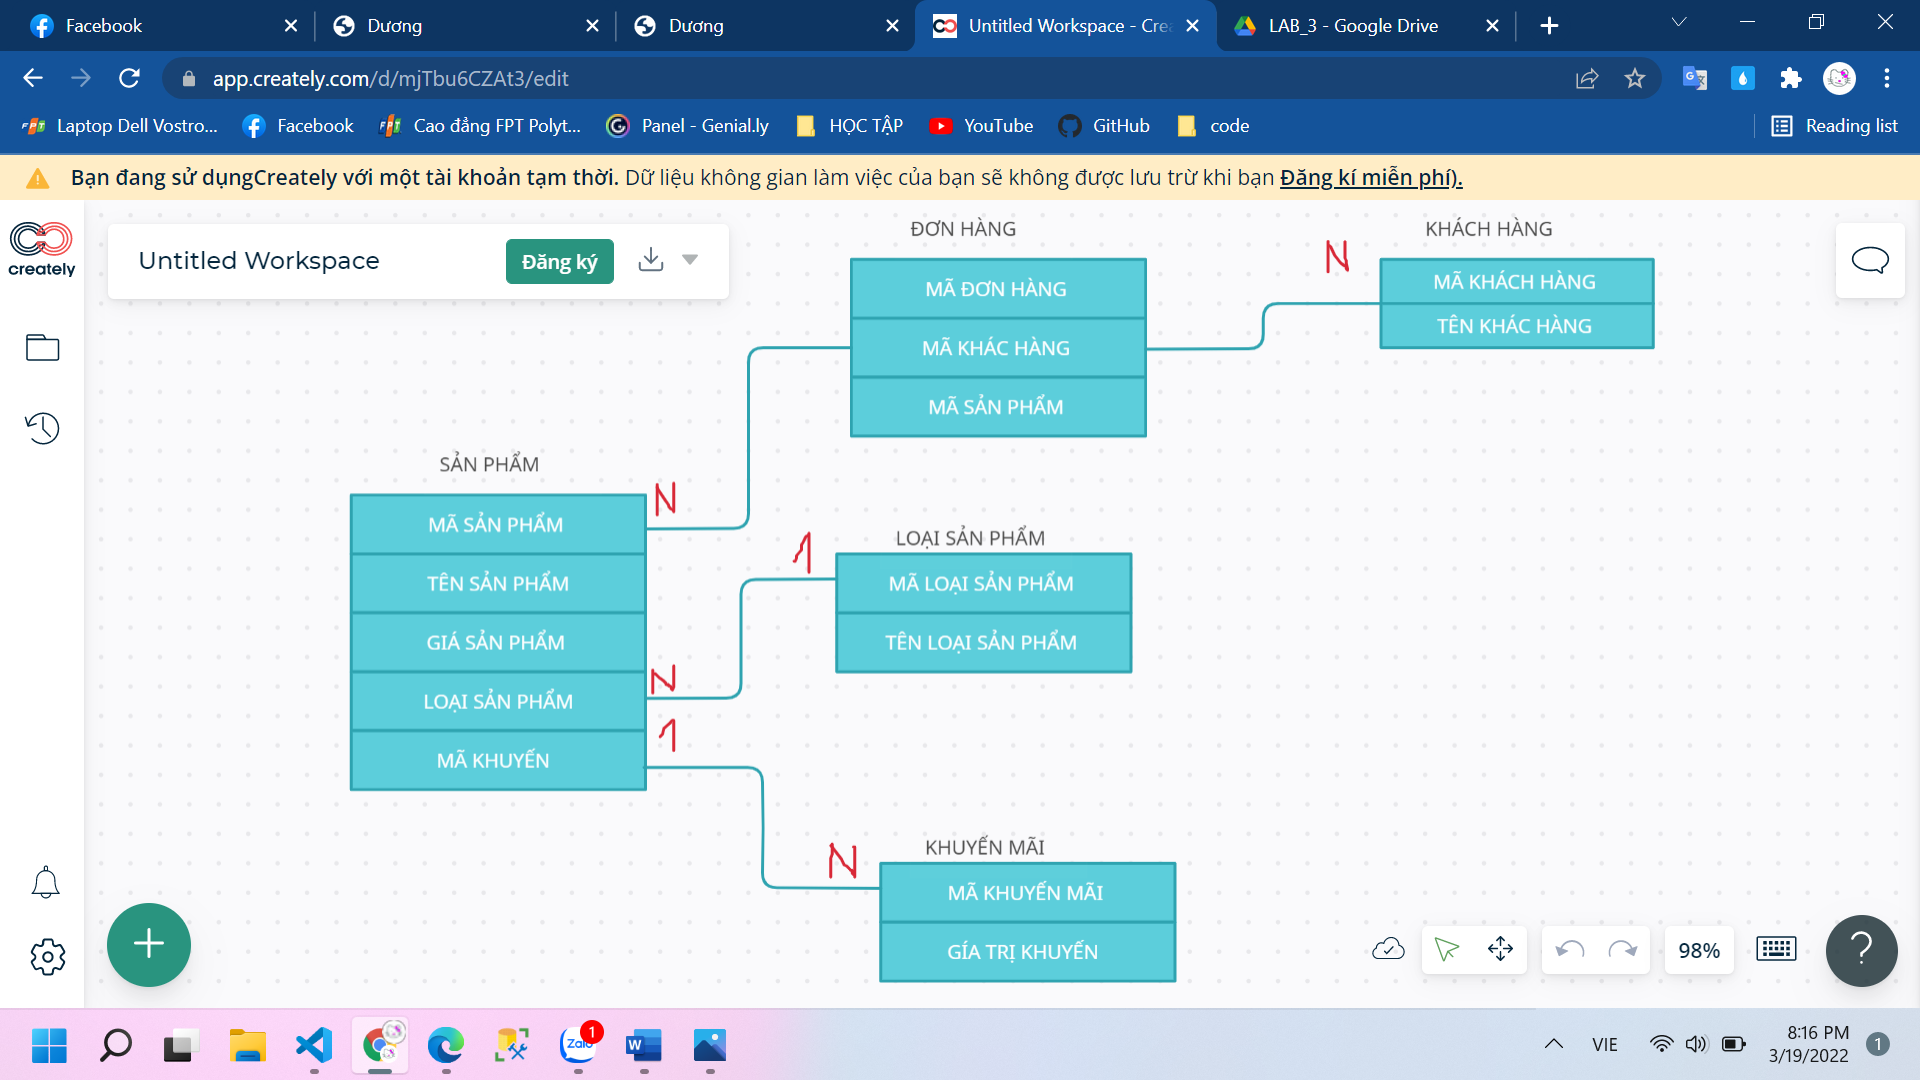 Facebook
Dương
Dương
Untitled Workspace - Crea
LAB_3 - Google Drive
app.creately.com/d/mjTbu6CZAt3/edit
Laptop Dell Vostro...
Facebook
Cao đẳng FPT Polyt...
Panel - Genial.ly
HỌC TẬP
YouTube
GitHub
code
Reading list
Bạn đang sử dụngCreately với một tài khoản tạm thời. Dữ liệu không gian làm việc của bạn sẽ không được lưu trừ khi bạn Đăng kí miễn phí).
creately
Untitled Workspace
Đăng ký
ĐƠN HÀNG
MÃ ĐƠN HÀNG
MÃ KHÁC HÀNG
MÃ SẢN PHẨM
KHÁCH HÀNG
N
MÃ KHÁCH HÀNG
TÊN KHÁC HÀNG
SẢN PHẨM
MÃ SẢN PHẨM
TÊN SẢN PHẨM
GIÁ SẢN PHẨM
LOẠI SẢN PHẨM
MÃ KHUYẾN
N
N
1
1
LOẠI SẢN PHẨM
MÃ LOẠI SẢN PHẨM
TÊN LOẠI SẢN PHẨM
N
KHUYẾN MÃI
MÃ KHUYẾN MÃI
GÍA TRỊ KHUYẾN
98%
?
Zalo
1
W
VIE
8:16 PM
3/19/2022
1